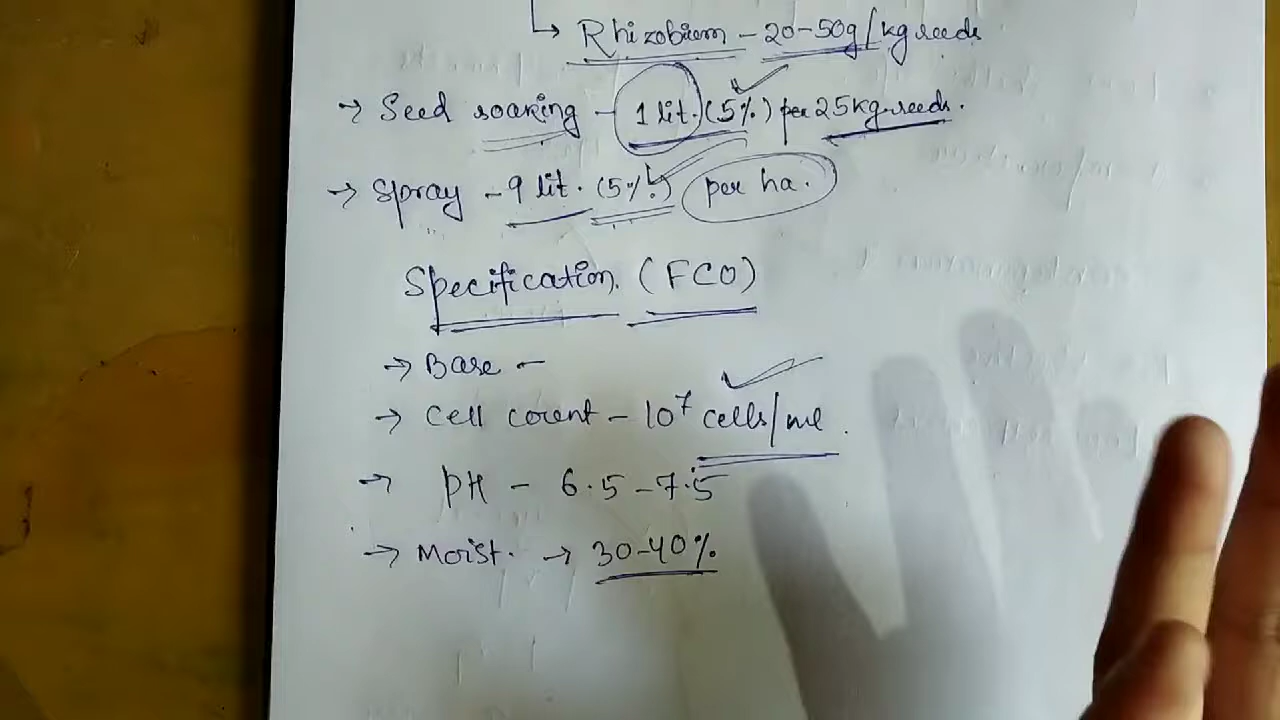 ↳ Rhizobium - 20-50g/kg seeds
→ Seed soaking - 1 lit. (5%) per 25kg seeds.
→ Spray - 9 lit. (5%) per ha.
Specification (FCO)
→ Base -
→ Cell count - 10⁷ cells/ml.
→ pH - 6.5-7.5
→ Moist. → 30-40%